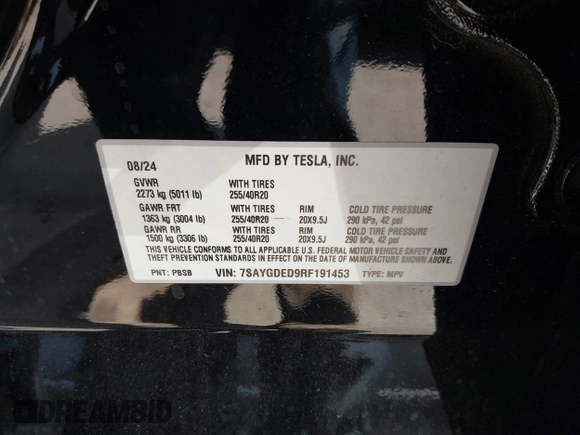 08/24 MFD BY TESLA, INC.
GVWR WITH TIRES
2273 kg (5011 lb) 255/40R20
GAWR FRT WITH TIRES RIM COLD TIRE PRESSURE
1363 kg (3004 lb) 255/40R20 20X9.5J 290 kPa, 42 psi
GAWR RR WITH TIRES RIM COLD TIRE PRESSURE
1500 kg (3306 lb) 255/40R20 20X9.5J 290 kPa, 42 psi
THIS VEHICLE CONFORMS TO ALL APPLICABLE U.S. FEDERAL MOTOR VEHICLE SAFETY AND
THEFT PREVENTION STANDARDS IN EFFECT ON THE DATE OF MANUFACTURE SHOWN ABOVE.
PNT: PBSB VIN: 7SAYGDED9RF191453 TYPE: MPV
DREAMBID